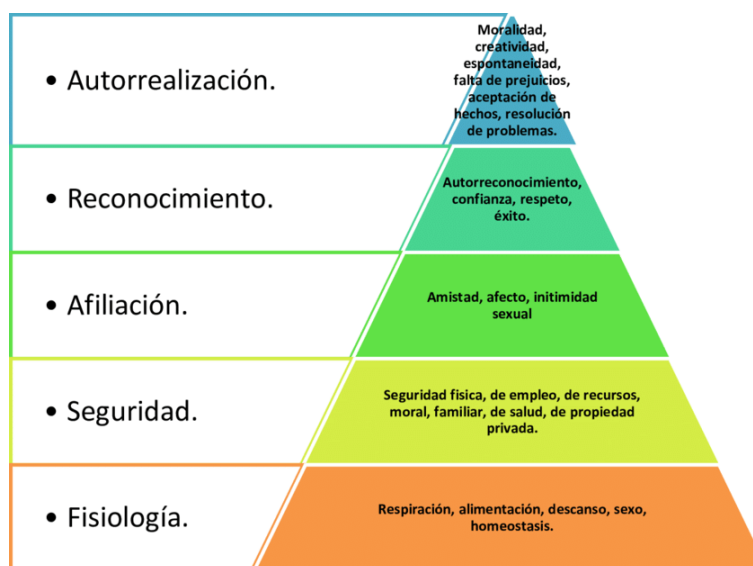 • Autorrealización.
Moralidad,
creatividad,
espontaneidad,
falta de prejuicios,
aceptación de
hechos, resolución
de problemas.
• Reconocimiento.
Autorreconocimiento,
confianza, respeto,
éxito.
• Afiliación.
Amistad, afecto, initimidad
sexual
• Seguridad.
Seguridad fisica, de empleo, de recursos,
moral, familiar, de salud, de propiedad
privada.
• Fisiología.
Respiración, alimentación, descanso, sexo,
homeostasis.